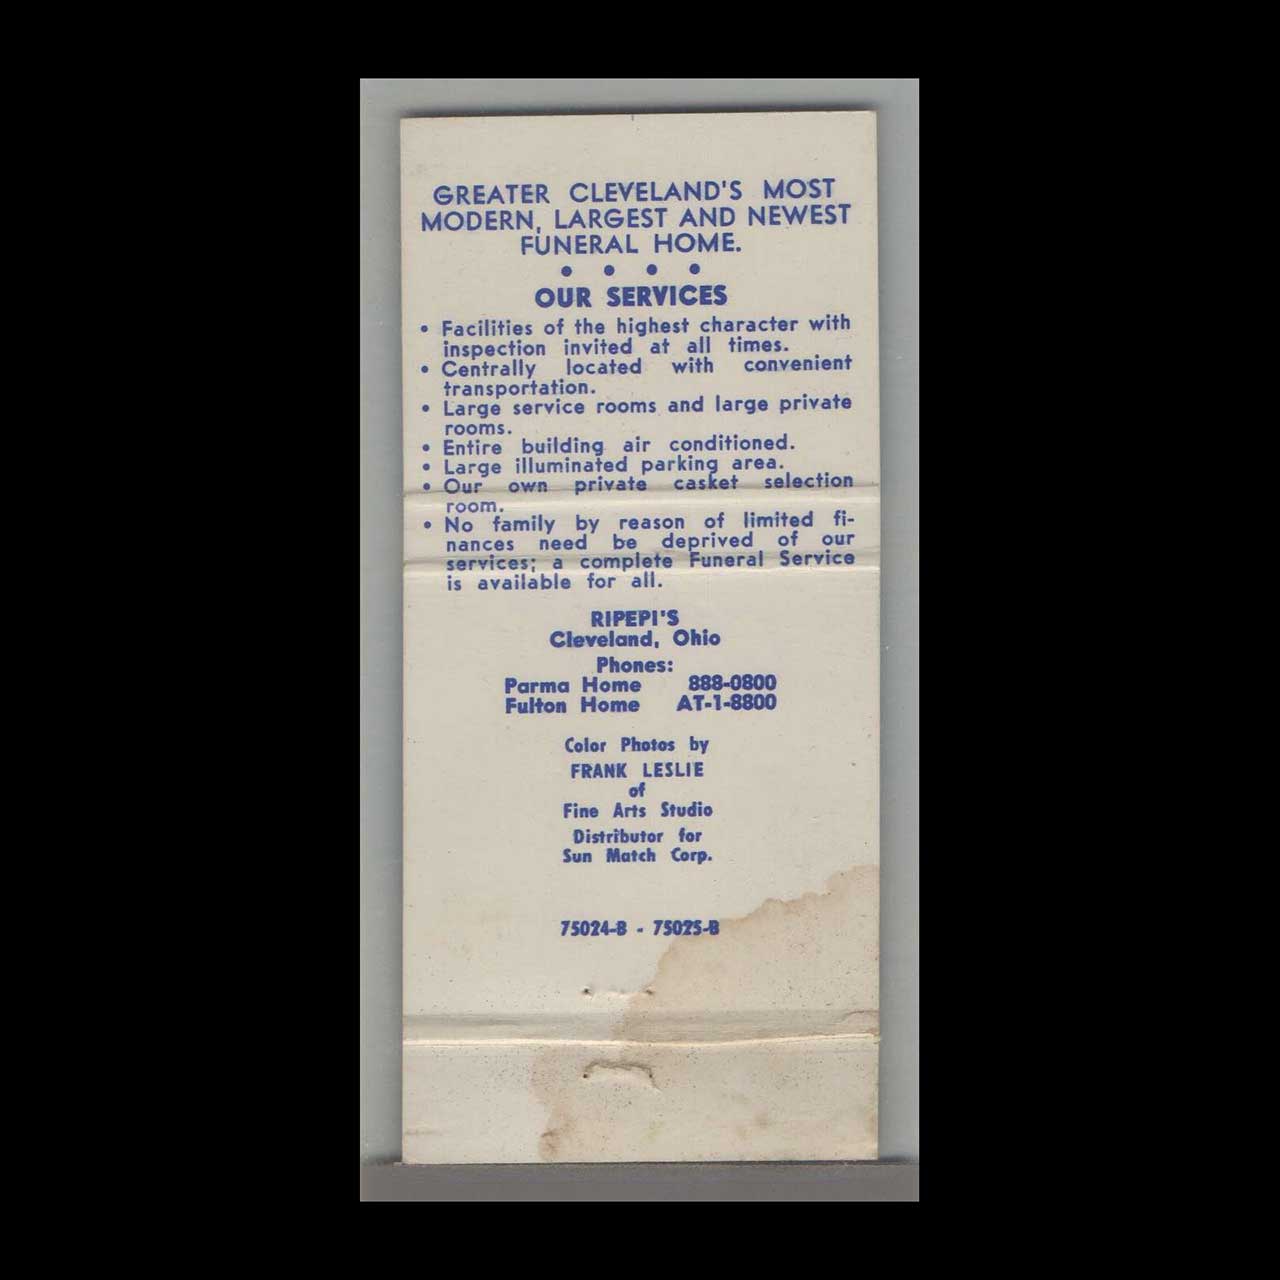 GREATER CLEVELAND'S MOST
MODERN, LARGEST AND NEWEST
FUNERAL HOME.
• • • •
OUR SERVICES
• Facilities of the highest character with
inspection invited at all times.
• Centrally located with convenient
transportation.
• Large service rooms and large private
rooms.
• Entire building air conditioned.
• Large illuminated parking area.
• Our own private casket selection
room.
• No family by reason of limited fi-
nances need be deprived of our
services; a complete Funeral Service
is available for all.
RIPEPI'S
Cleveland, Ohio
Phones:
Parma Home 888-0800
Fulton Home AT-1-8800
Color Photos by
FRANK LESLIE
of
Fine Arts Studio
Distributor for
Sun Match Corp.
75024-B - 75025-B